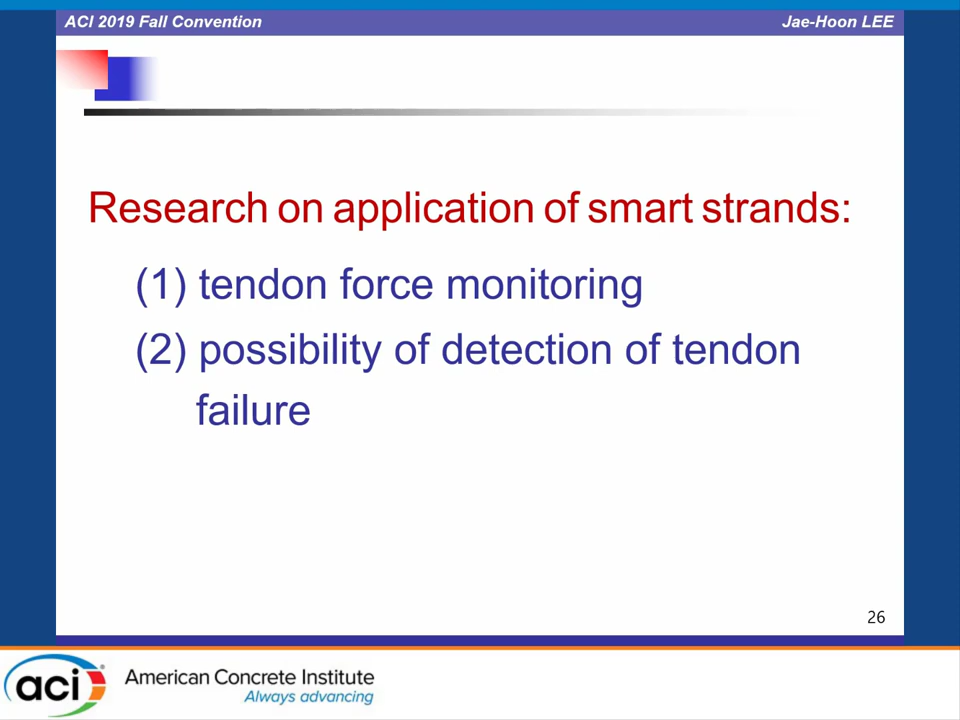 ACI 2019 Fall Convention
Jae-Hoon LEE
Research on application of smart strands:
(1) tendon force monitoring
(2) possibility of detection of tendon
failure
26
aci
American Concrete Institute
Always advancing